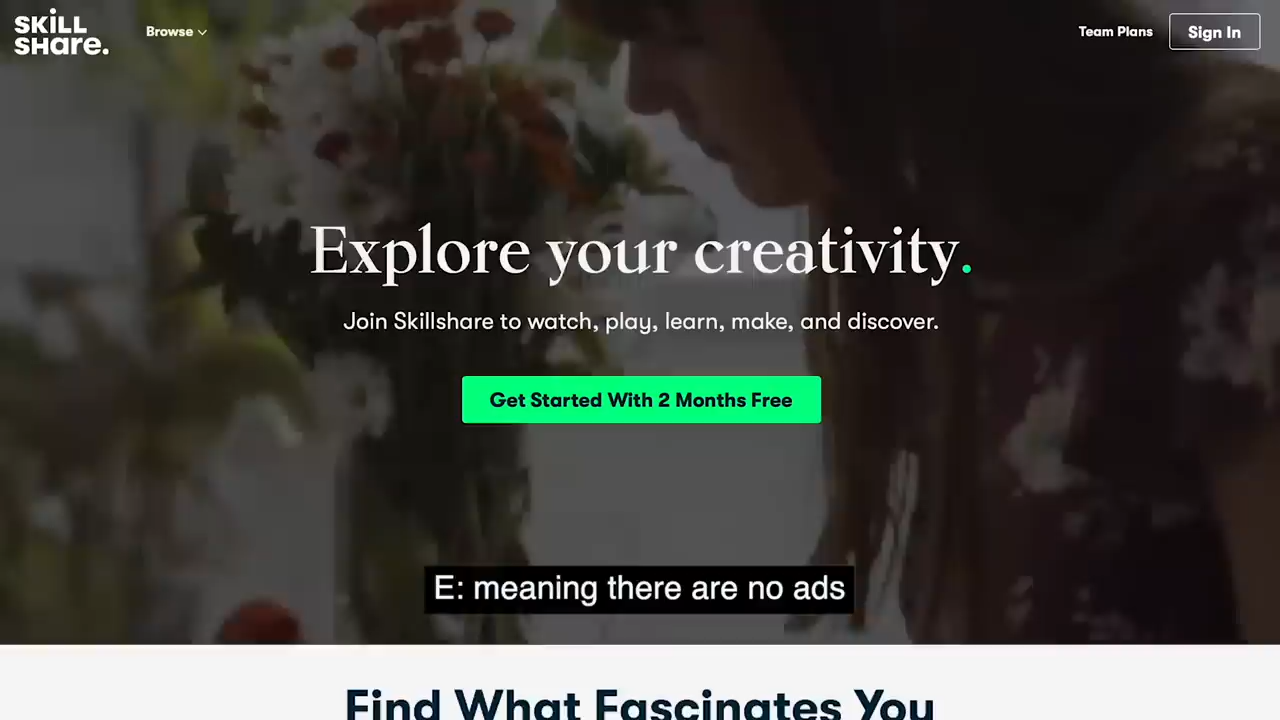 SKiLL
SHare.
Browse
Team Plans
Sign In
Explore your creativity.
Join Skillshare to watch, play, learn, make, and discover.
Get Started With 2 Months Free
E: meaning there are no ads
Find What Fascinates You